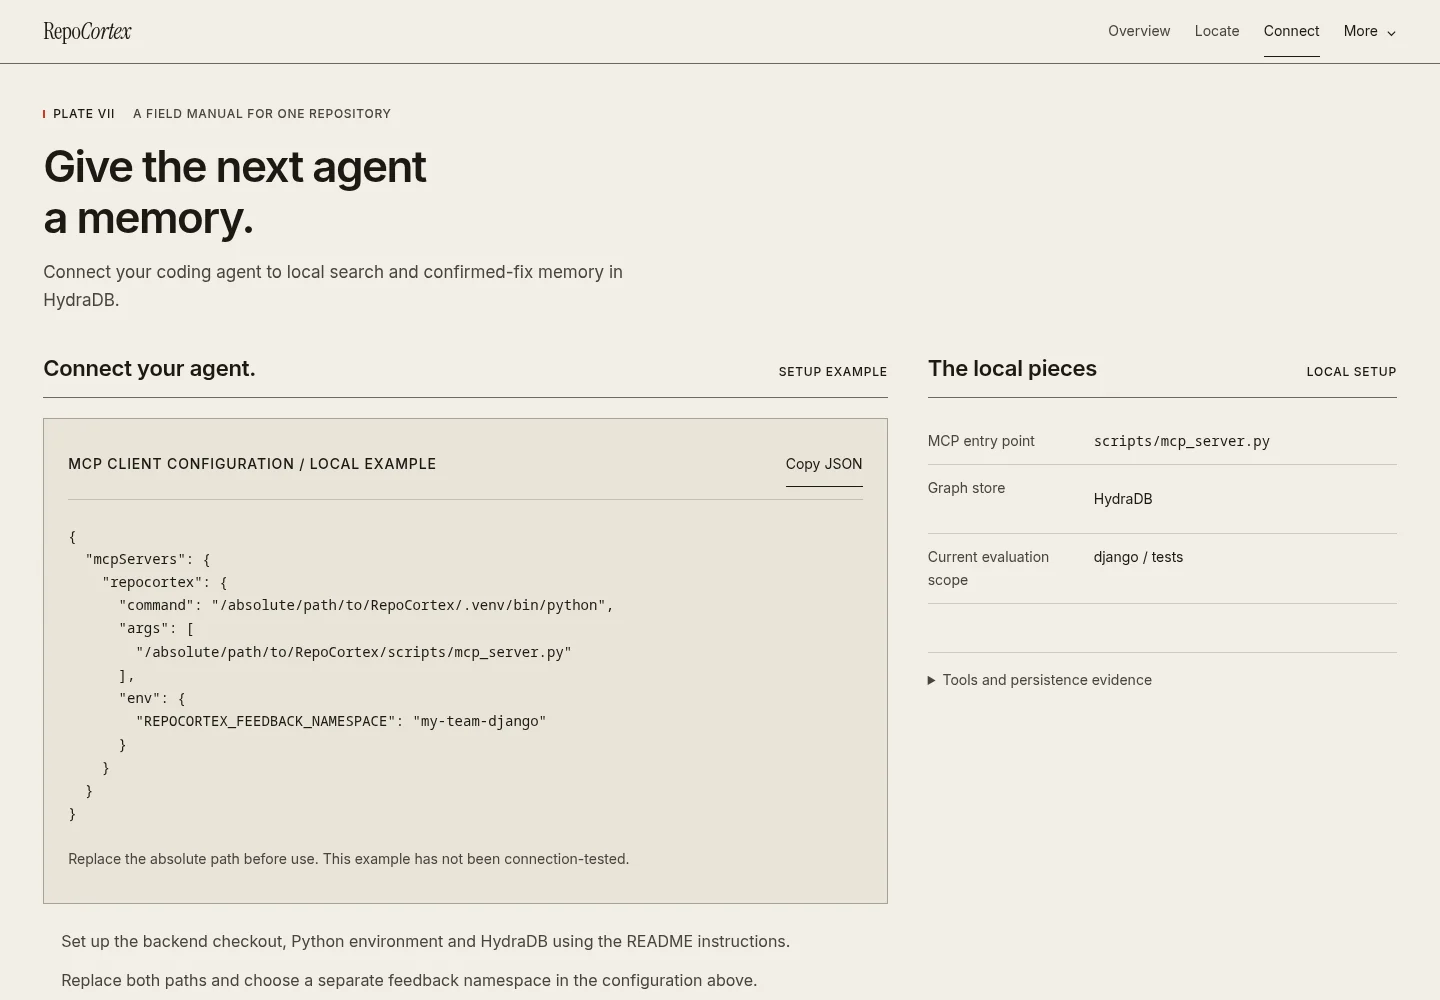 RepoCortex
Overview Locate Connect More
PLATE VII A FIELD MANUAL FOR ONE REPOSITORY
Give the next agent
a memory.
Connect your coding agent to local search and confirmed-fix memory in
HydraDB.
Connect your agent.
SETUP EXAMPLE
MCP CLIENT CONFIGURATION / LOCAL EXAMPLE
Copy JSON
{
  "mcpServers": {
    "repocortex": {
      "command": "/absolute/path/to/RepoCortex/.venv/bin/python",
      "args": [
        "/absolute/path/to/RepoCortex/scripts/mcp_server.py"
      ],
      "env": {
        "REPOCORTEX_FEEDBACK_NAMESPACE": "my-team-django"
      }
    }
  }
}
Replace the absolute path before use. This example has not been connection-tested.
Set up the backend checkout, Python environment and HydraDB using the README instructions.
Replace both paths and choose a separate feedback namespace in the configuration above.
The local pieces
LOCAL SETUP
MCP entry point scripts/mcp_server.py
Graph store HydraDB
Current evaluation django / tests
scope
Tools and persistence evidence